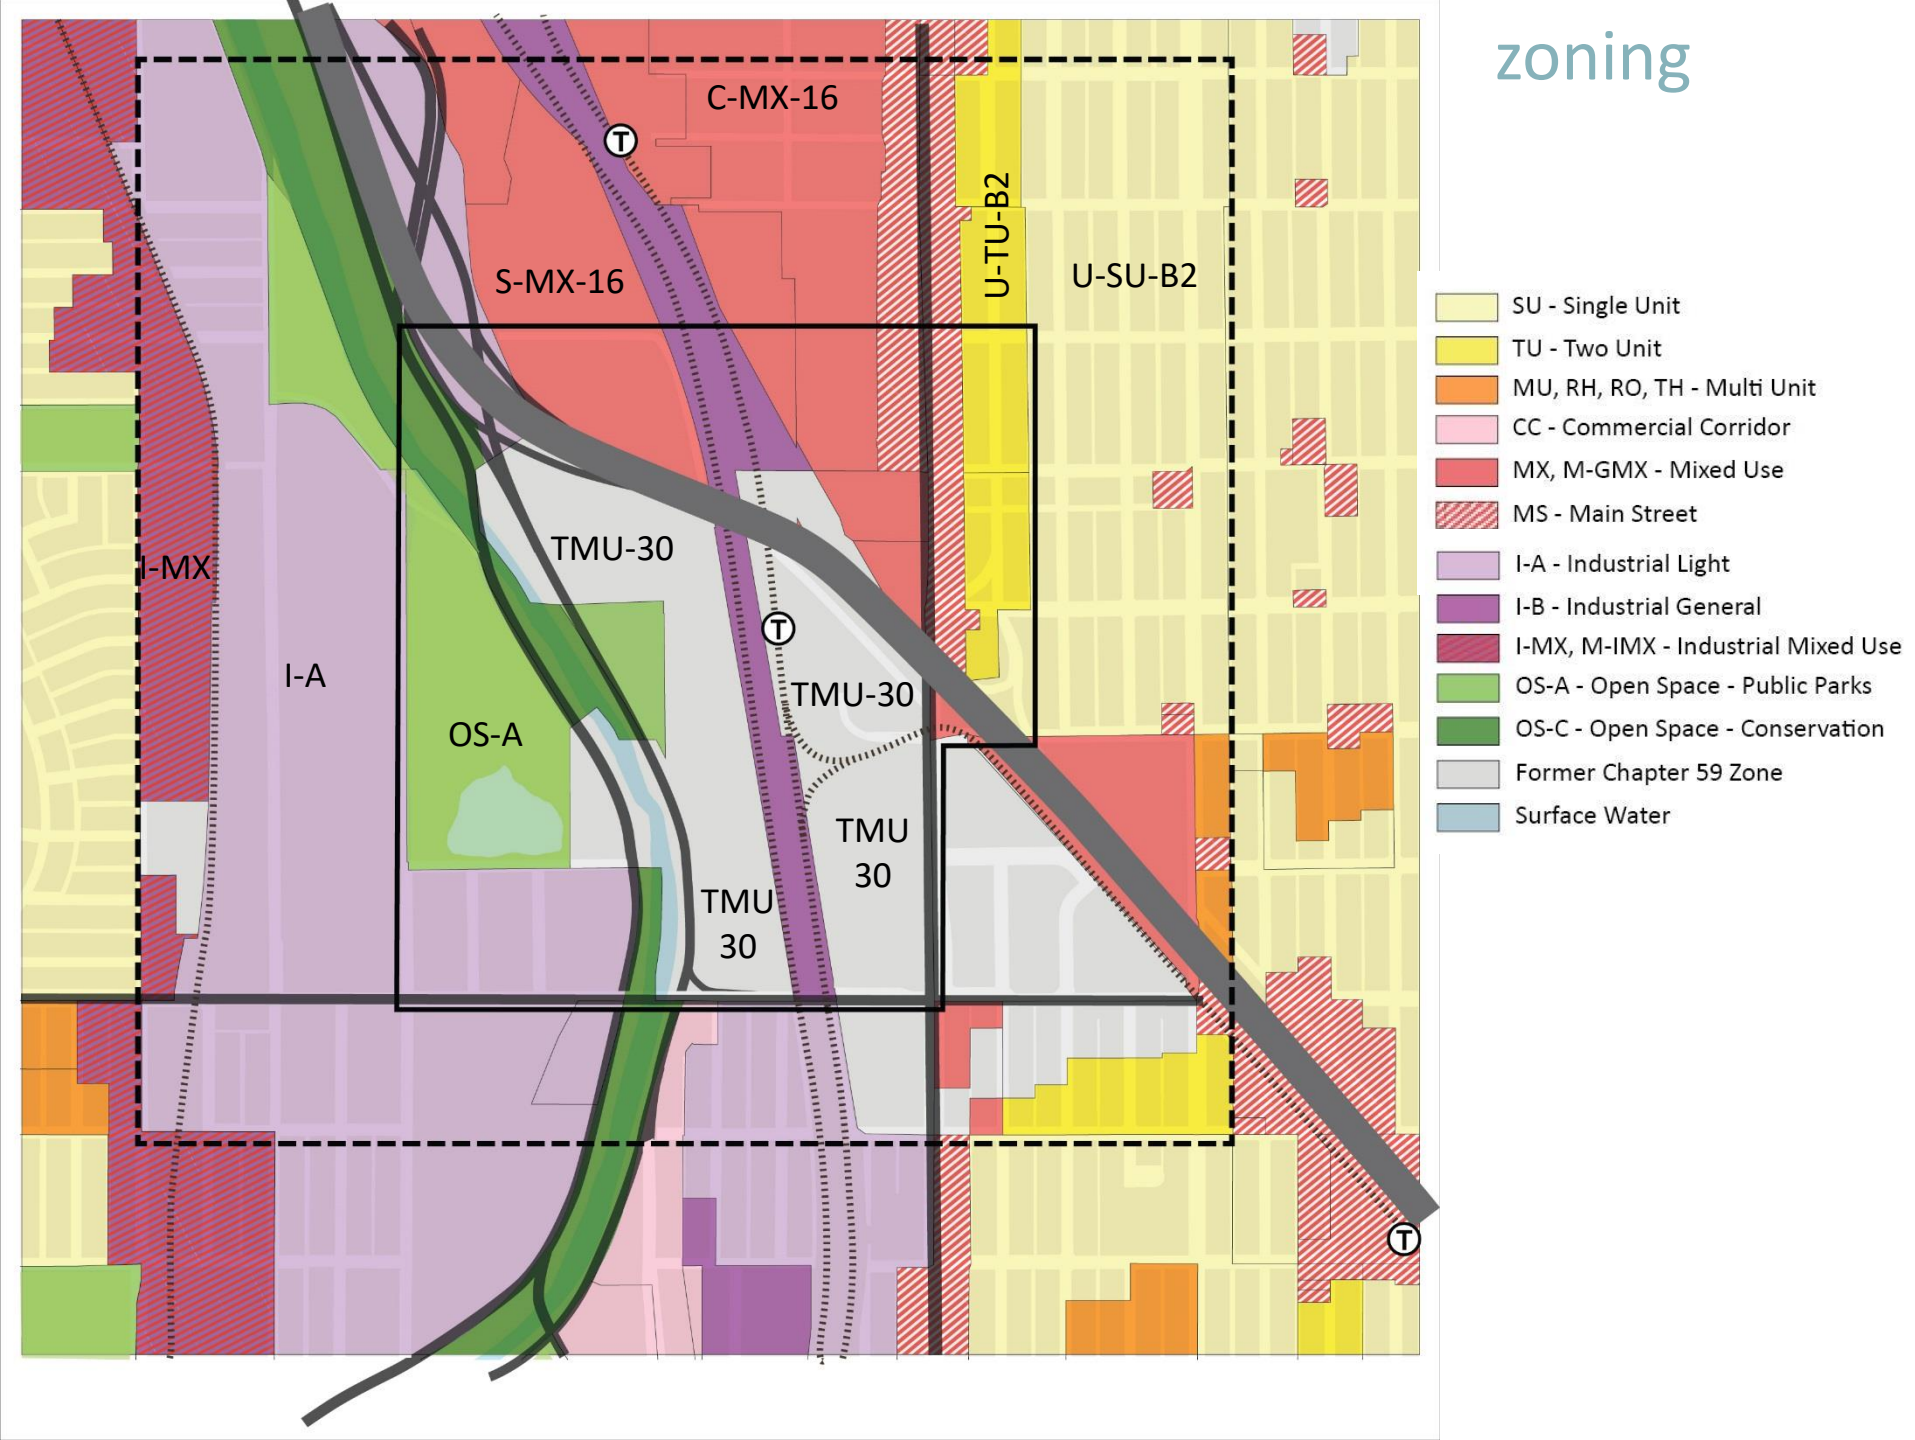 zoning
C-MX-16
T
U-TU-B2
S-MX-16
U-SU-B2
SU - Single Unit
TU - Two Unit
MU, RH, RO, TH - Multi Unit
CC - Commercial Corridor
MX, M-GMX - Mixed Use
MS - Main Street
I-A - Industrial Light
I-B - Industrial General
I-MX, M-IMX - Industrial Mixed Use
OS-A - Open Space - Public Parks
OS-C - Open Space - Conservation
Former Chapter 59 Zone
Surface Water
TMU-30
I-MX
T
I-A
TMU-30
OS-A
TMU
30
TMU
30
T